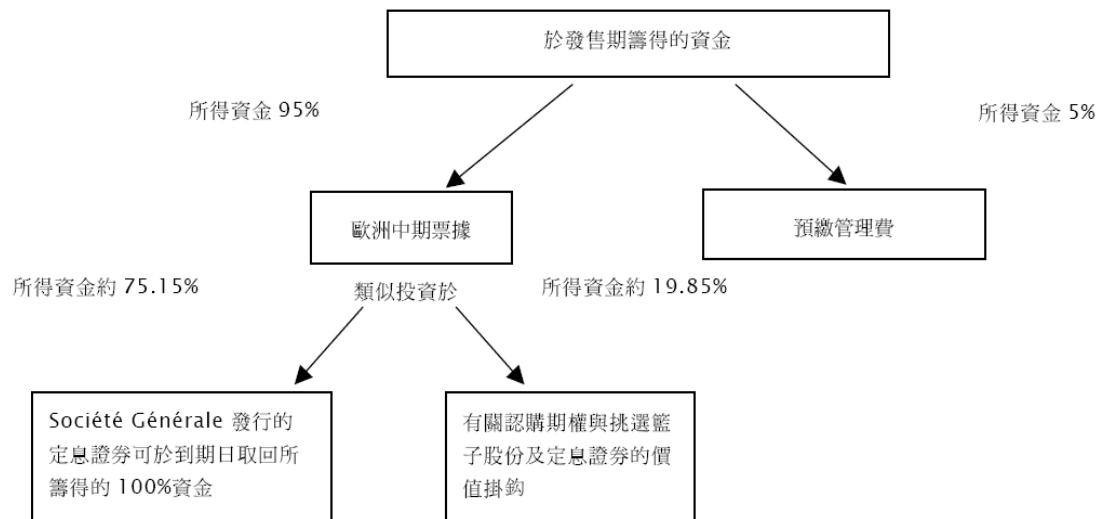 於發售期籌得的資金
所得資金 95%
所得資金 5%
歐洲中期票據
預繳管理費
所得資金約 75.15%
類似投資於
所得資金約 19.85%
Société Générale 發行的
定息證券可於到期日取回所
籌得的 100%資金
有關認購期權與挑選籃
子股份及定息證券的價
值掛鈎